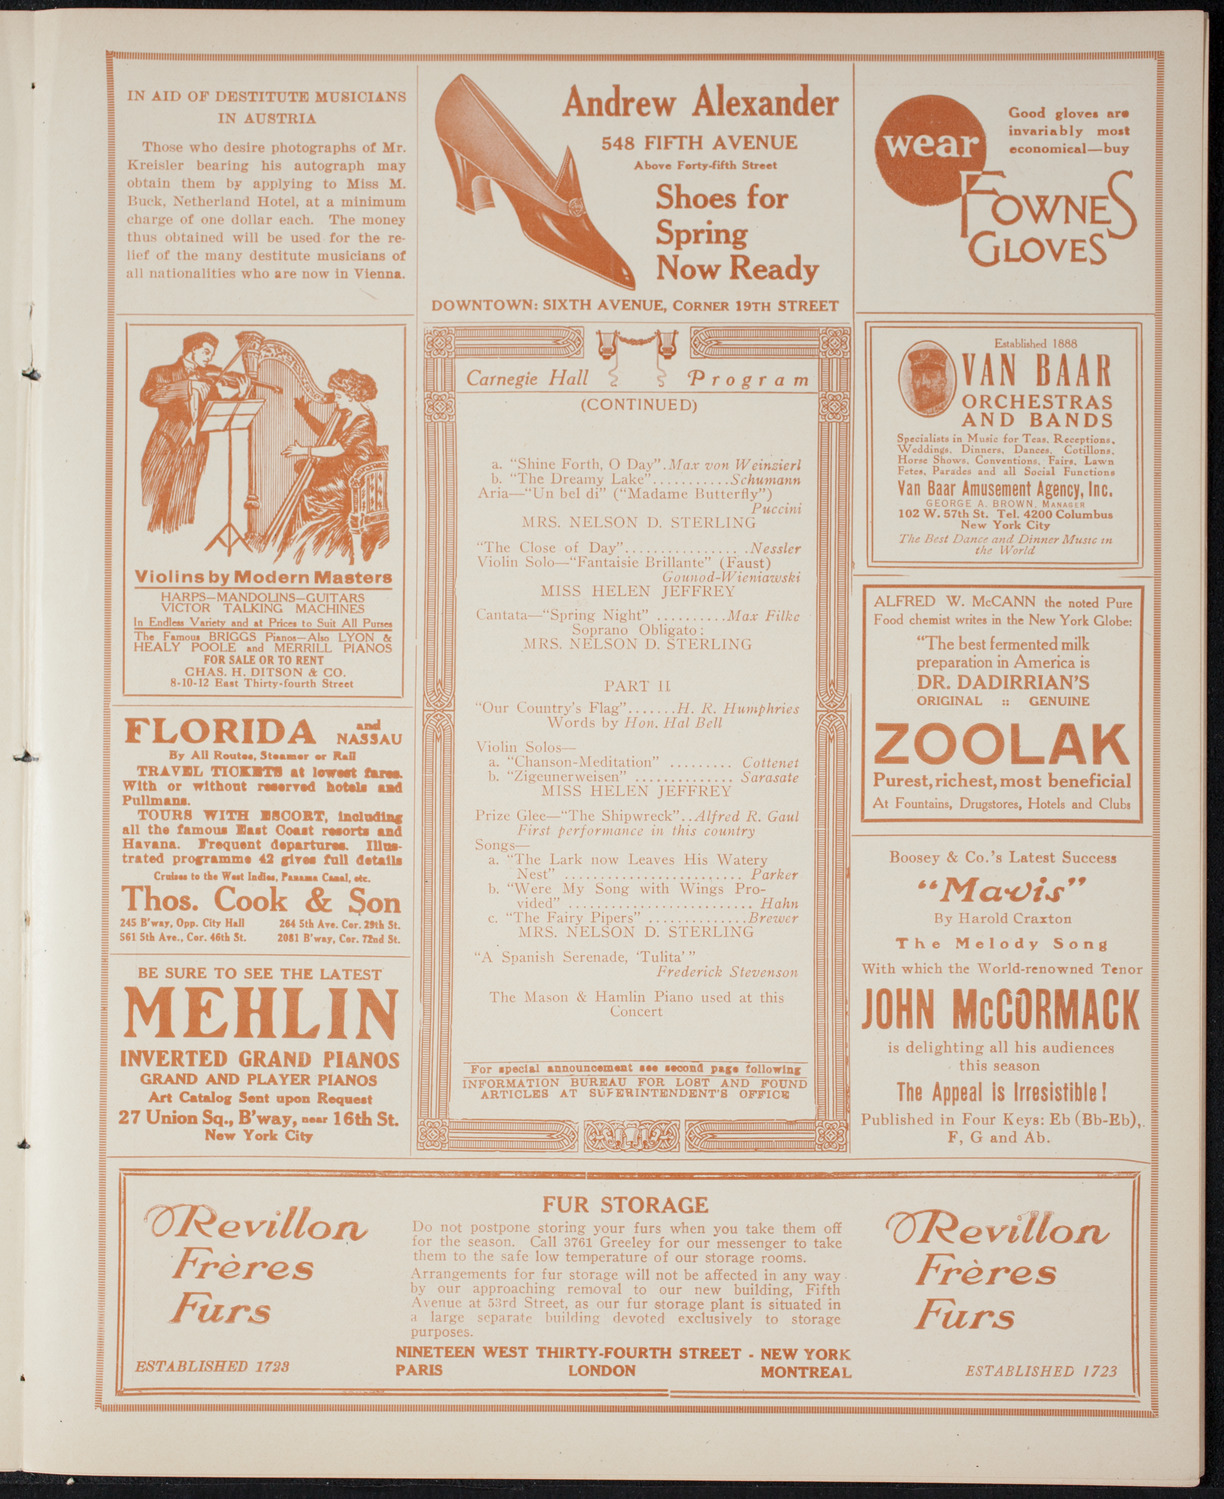 IN AID OF DESTITUTE MUSICIANS
IN AUSTRIA
Those who desire photographs of Mr.
Kreisler bearing his autograph may
obtain them by applying to Miss M.
Buck, Netherland Hotel, at a minimum
charge of one dollar each. The money
thus obtained will be used for the re-
lief of the many destitute musicians of
all nationalities who are now in Vienna.
Andrew Alexander
548 FIFTH AVENUE
Above Forty-fifth Street
Shoes for
Spring
Now Ready
DOWNTOWN: SIXTH AVENUE, CORNER 19TH STREET
wear
Good gloves are
invariably most
economical—buy
FOWNES
GLOVES
Violins by Modern Masters
HARPS—MANDOLINS—GUITARS
VICTOR TALKING MACHINES
In Endless Variety and at Prices to Suit All Purses
The Famous BRIGGS Pianos—Also LYON &
HEALY POOLE and MERRILL PIANOS
FOR SALE OR TO RENT
CHAS. H. DITSON & CO.
8-10-12 East Thirty-fourth Street
FLORIDA and
NASSAU
By All Routes, Steamer or Rail
TRAVEL TICKETS at lowest fares.
With or without reserved hotels and
Pullmans.
TOURS WITH ESCORT, including
all the famous East Coast resorts and
Havana. Frequent departures. Illus-
trated programme 42 gives full details
Cruises to the West Indies, Panama Canal, etc.
Thos. Cook & Son
245 B'way, Opp. City Hall 264 5th Ave. Cor. 29th St.
561 5th Ave., Cor. 46th St. 2081 B'way, Cor. 72nd St.
BE SURE TO SEE THE LATEST
MEHLIN
INVERTED GRAND PIANOS
GRAND AND PLAYER PIANOS
Art Catalog Sent upon Request
27 Union Sq., B'way, near 16th St.
New York City
Carnegie Hall Program
(CONTINUED)
a. "Shine Forth, O Day".Max von Weinzierl
b. "The Dreamy Lake"...........Schumann
Aria—"Un bel di" ("Madame Butterfly")
Puccini
MRS. NELSON D. STERLING
"The Close of Day"................Nessler
Violin Solo—"Fantaisie Brillante" (Faust)
Gounod-Wieniawski
MISS HELEN JEFFREY
Cantata—"Spring Night" ..........Max Filke
Soprano Obligato:
MRS. NELSON D. STERLING
PART II
"Our Country's Flag".......H. R. Humphries
Words by Hon. Hal Bell
Violin Solos—
a. "Chanson-Meditation" ......... Cottenet
b. "Zigeunerweisen" ............. Sarasate
MISS HELEN JEFFREY
Prize Glee—"The Shipwreck"..Alfred R. Gaul
First performance in this country
Songs—
a. "The Lark now Leaves His Watery
Nest" ........................ Parker
b. "Were My Song with Wings Pro-
vided" .......................... Hahn
c. "The Fairy Pipers" .............Brewer
MRS. NELSON D. STERLING
"A Spanish Serenade, 'Tulita'"
Frederick Stevenson
The Mason & Hamlin Piano used at this
Concert
For special announcement see second page following
INFORMATION BUREAU FOR LOST AND FOUND
ARTICLES AT SUPERINTENDENT'S OFFICE
Established 1888
VAN BAAR
ORCHESTRAS
AND BANDS
Specialists in Music for Teas, Receptions,
Weddings, Dinners, Dances, Cotillons,
Horse Shows, Conventions, Fairs, Lawn
Fetes, Parades and all Social Functions
Van Baar Amusement Agency, Inc.
GEORGE A. BROWN, MANAGER
102 W. 57th St. Tel. 4200 Columbus
New York City
The Best Dance and Dinner Music in
the World
ALFRED W. McCANN the noted Pure
Food chemist writes in the New York Globe:
"The best fermented milk
preparation in America is
DR. DADIRRIAN'S
ORIGINAL :: GENUINE
ZOOLAK
Purest, richest, most beneficial
At Fountains, Drugstores, Hotels and Clubs
Boosey & Co.'s Latest Success
"Mavis"
By Harold Craxton
The Melody Song
With which the World-renowned Tenor
JOHN McCORMACK
is delighting all his audiences
this season
The Appeal is Irresistible!
Published in Four Keys: Eb (Bb-Eb),
F, G and Ab.
Revillon
Frères
Furs
ESTABLISHED 1723
FUR STORAGE
Do not postpone storing your furs when you take them off
for the season. Call 3761 Greeley for our messenger to take
them to the safe low temperature of our storage rooms.
Arrangements for fur storage will not be affected in any way
by our approaching removal to our new building, Fifth
Avenue at 53rd Street, as our fur storage plant is situated in
a large separate building devoted exclusively to storage
purposes.
NINETEEN WEST THIRTY-FOURTH STREET - NEW YORK
PARIS LONDON MONTREAL
Revillon
Frères
Furs
ESTABLISHED 1723